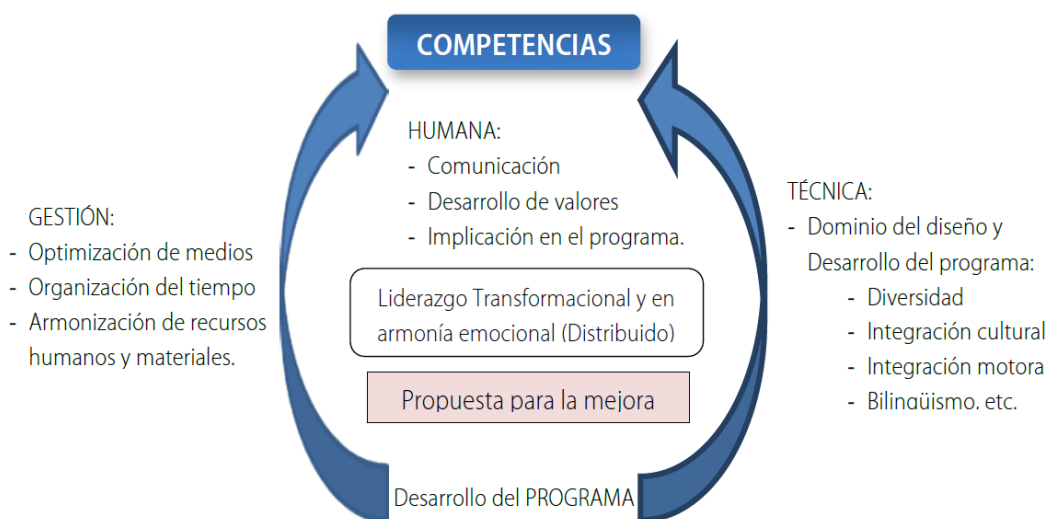 COMPETENCIAS
HUMANA:
- Comunicación
- Desarrollo de valores
- Implicación en el programa.
GESTIÓN:
- Optimización de medios
- Organización del tiempo
- Armonización de recursos
humanos y materiales.
TÉCNICA:
- Dominio del diseño y
Desarrollo del programa:
- Diversidad
- Integración cultural
- Integración motora
- Bilingüismo, etc.
Liderazgo Transformacional y en
armonía emocional (Distribuido)
Propuesta para la mejora
Desarrollo del PROGRAMA